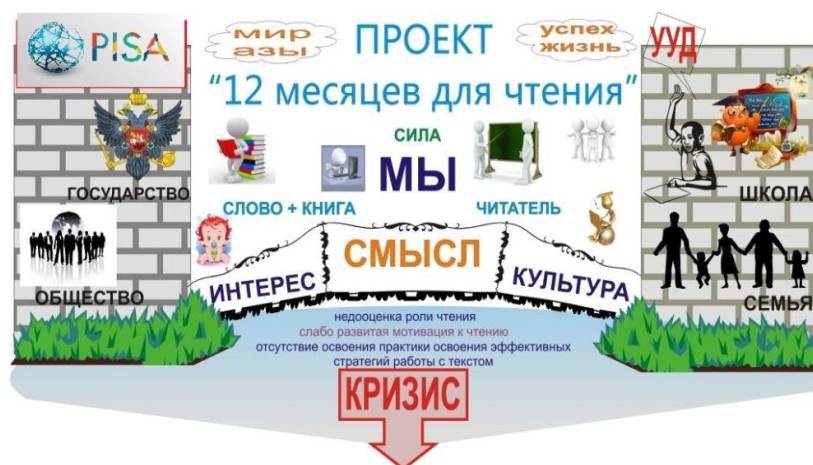 PISA
мир
азы
ПРОЕКТ
успех
жизнь
УУД
"12 месяцев для чтения"
СИЛА
МЫ
ГОСУДАРСТВО
ШКОЛА
СЛОВО + КНИГА
ЧИТАТЕЛЬ
ИНТЕРЕС
СМЫСЛ
КУЛЬТУРА
ОБЩЕСТВО
СЕМЬЯ
недооценка роли чтения
слабо развитая мотивация к чтению
отсутствие освоения практики освоения эффективных
стратегий работы с текстом
КРИЗИС